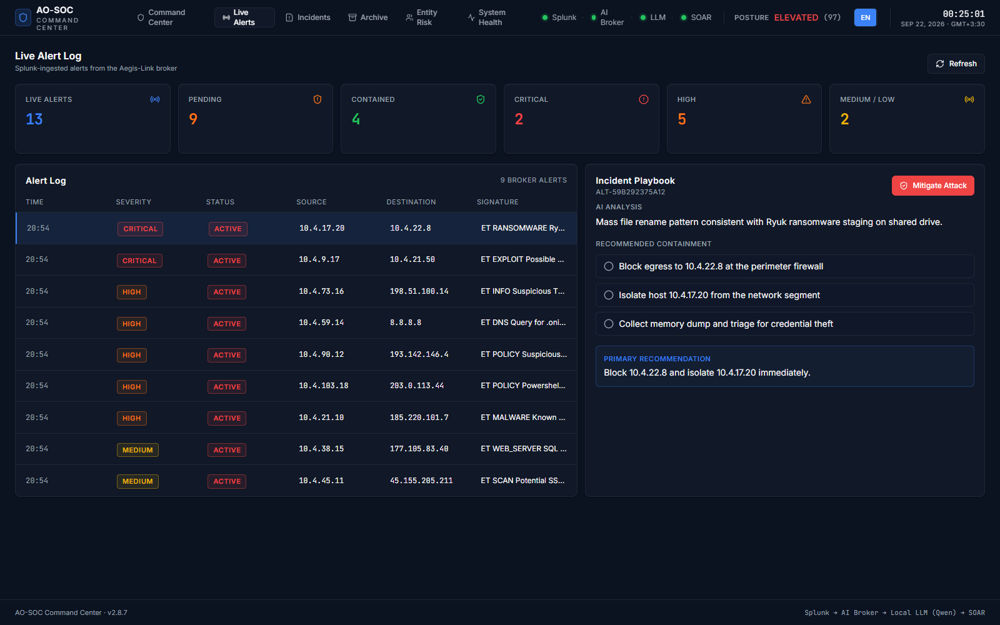 AO-SOC
COMMAND
CENTER
Command
Center
Live
Alerts
Incidents
Archive
Entity
Risk
System
Health
Splunk
AI
Broker
LLM
SOAR
POSTURE ELEVATED (97)
EN
00:25:01
SEP 22, 2026 · GMT+3:30
Live Alert Log
Splunk-ingested alerts from the Aegis-Link broker
Refresh
LIVE ALERTS
13
PENDING
9
CONTAINED
4
CRITICAL
2
HIGH
5
MEDIUM / LOW
2
Alert Log
9 BROKER ALERTS
TIME SEVERITY STATUS SOURCE DESTINATION SIGNATURE
20:54 CRITICAL ACTIVE 10.4.17.20 10.4.22.8 ET RANSOMWARE Ry...
20:54 CRITICAL ACTIVE 10.4.9.17 10.4.21.50 ET EXPLOIT Possible ...
20:54 HIGH ACTIVE 10.4.73.16 198.51.100.14 ET INFO Suspicious T...
20:54 HIGH ACTIVE 10.4.59.14 8.8.8.8 ET DNS Query for .oni...
20:54 HIGH ACTIVE 10.4.90.12 193.142.146.4 ET POLICY Suspicious...
20:54 HIGH ACTIVE 10.4.103.18 203.0.113.44 ET POLICY Powershel...
20:54 HIGH ACTIVE 10.4.21.10 185.220.101.7 ET MALWARE Known ...
20:54 MEDIUM ACTIVE 10.4.38.15 177.105.83.40 ET WEB_SERVER SQL ...
20:54 MEDIUM ACTIVE 10.4.45.11 45.155.205.211 ET SCAN Potential SS...
Incident Playbook
ALT-59B292375A12
Mitigate Attack
AI ANALYSIS
Mass file rename pattern consistent with Ryuk ransomware staging on shared drive.
RECOMMENDED CONTAINMENT
Block egress to 10.4.22.8 at the perimeter firewall
Isolate host 10.4.17.20 from the network segment
Collect memory dump and triage for credential theft
PRIMARY RECOMMENDATION
Block 10.4.22.8 and isolate 10.4.17.20 immediately.
AO-SOC Command Center · v2.8.7
Splunk → AI Broker → Local LLM (Qwen) → SOAR